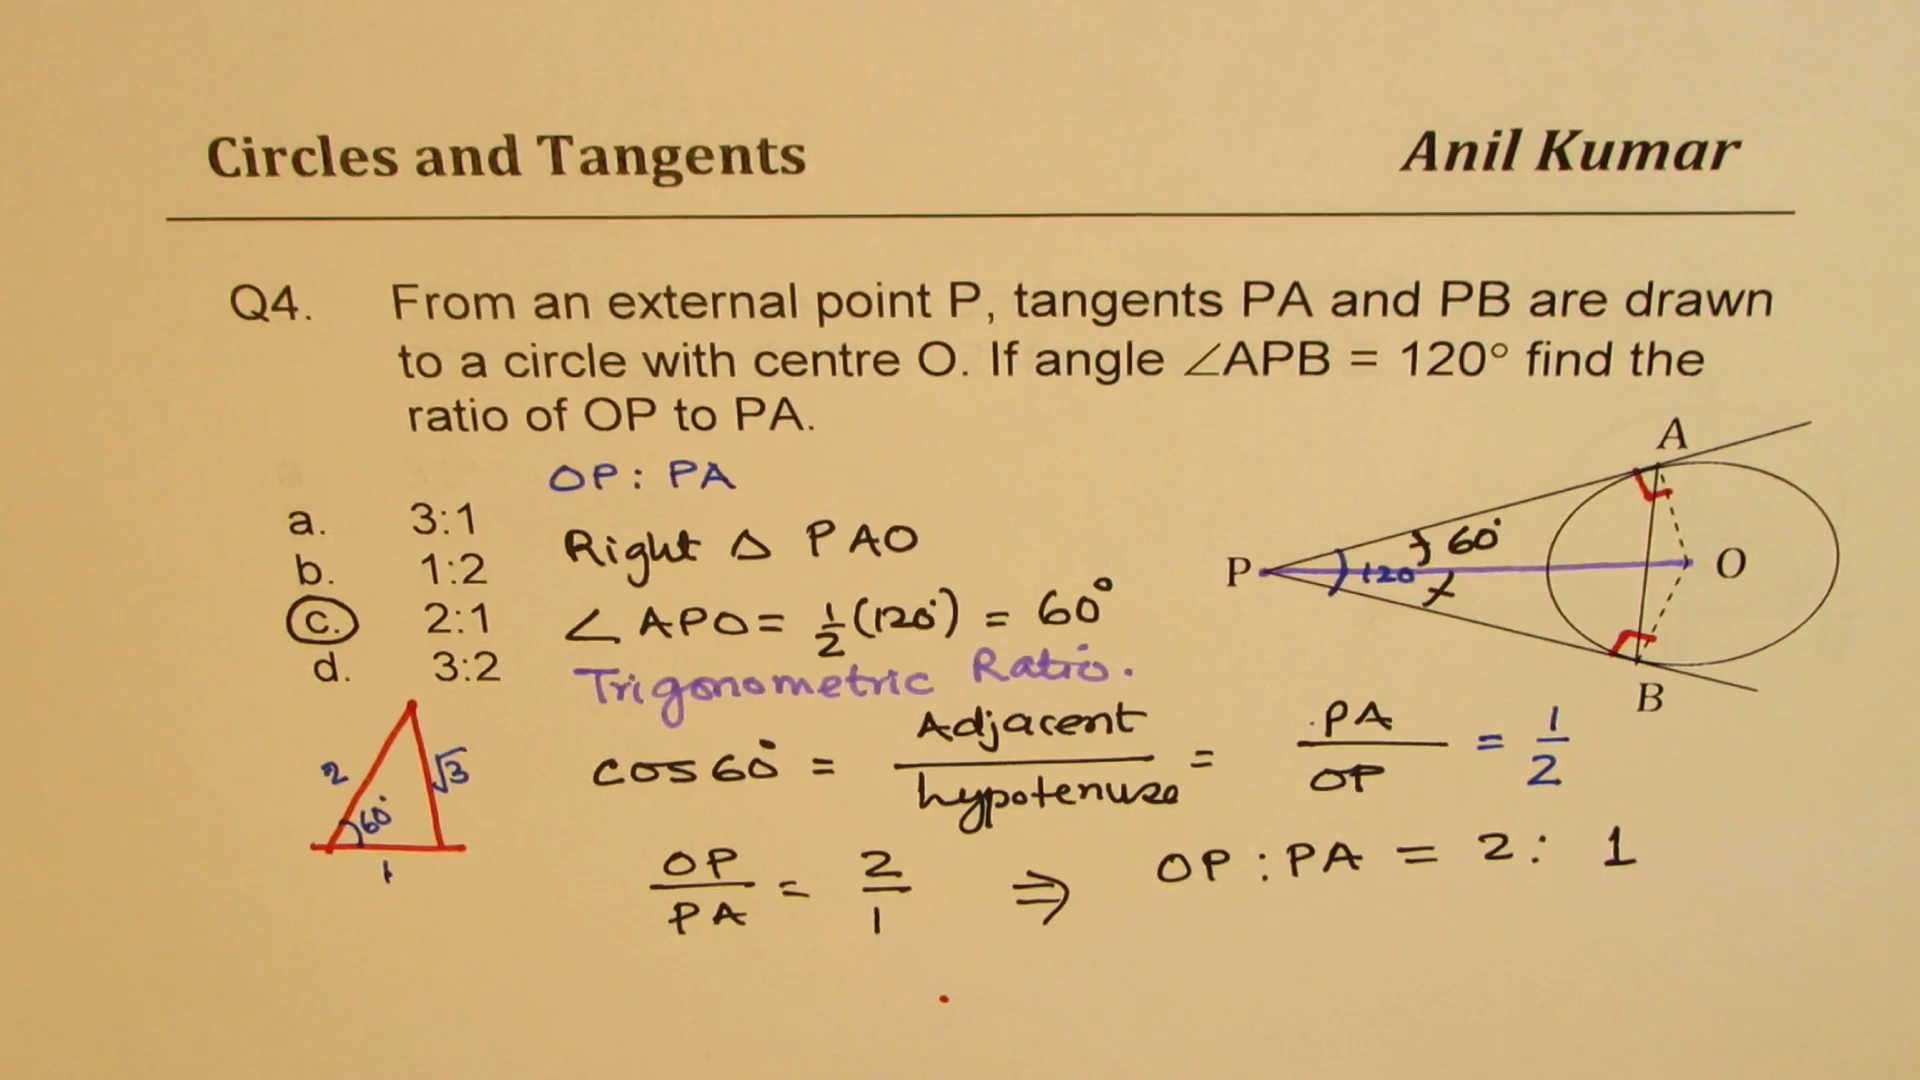 Circles and Tangents Anil Kumar
Q4. From an external point P, tangents PA and PB are drawn
to a circle with centre O. If angle ∠APB = 120° find the
ratio of OP to PA.
OP : PA
a. 3:1
b. 1:2
c. 2:1
d. 3:2
Right Δ PAO
∠ APO = 1/2 (120°) = 60°
Trigonometric Ratio.
cos 60° = Adjacent / hypotenuse = PA / OP = 1/2
OP / PA = 2 / 1 ⇒ OP : PA = 2 : 1
A
60°
P 120° O
B
2 √3
60°
1